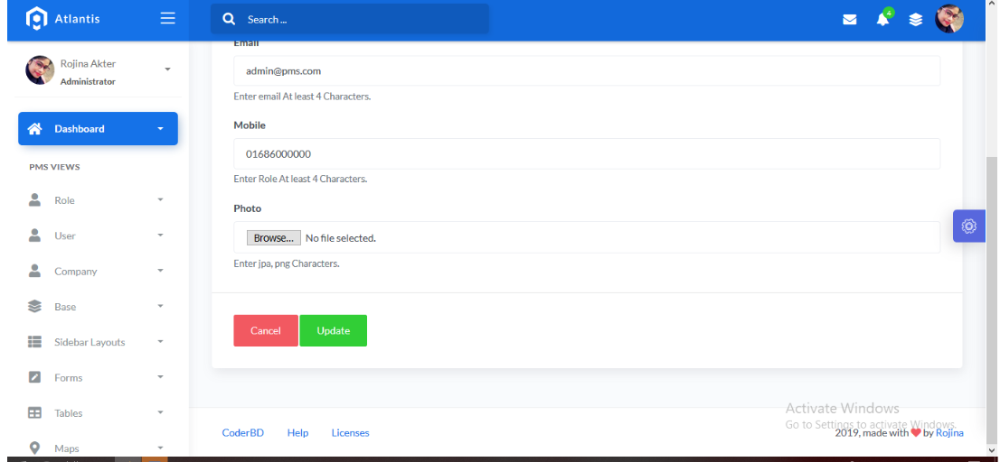 Atlantis
Search ...
4
Rojina Akter
Administrator
Dashboard
PMS VIEWS
Role
User
Company
Base
Sidebar Layouts
Forms
Tables
Maps
Email
admin@pms.com
Enter email At least 4 Characters.
Mobile
01686000000
Enter Role At least 4 Characters.
Photo
Browse... No file selected.
Enter jpa, png Characters.
Cancel Update
Activate Windows
Go to Settings to activate Windows.
CoderBD Help Licenses
2019, made with ❤ by Rojina